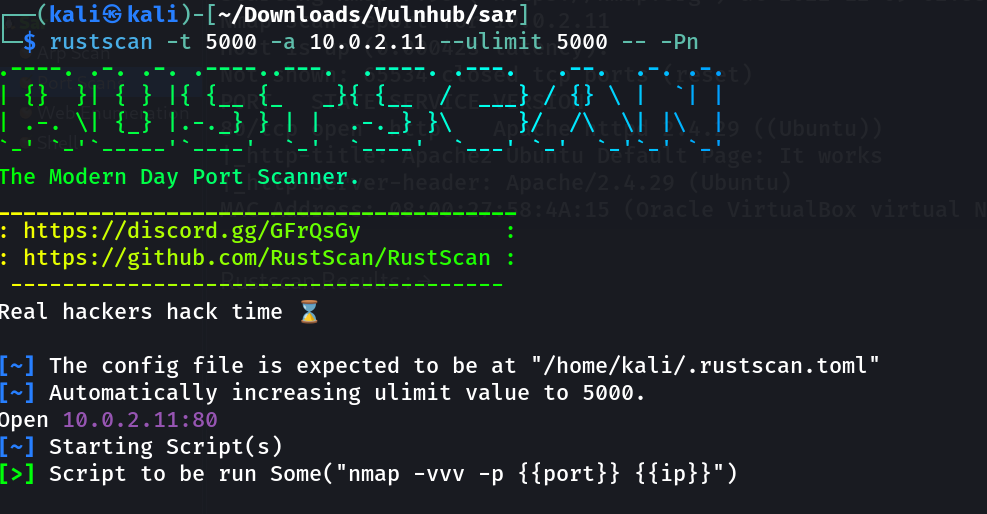 (kali㉿kali)-[~/Downloads/Vulnhub/sar]
$ rustscan -t 5000 -a 10.0.2.11 --ulimit 5000 -- -Pn
.----. .-. .-. .----..---.  .----. .---.   .--.  .-. .-.
| {}  }| { } |{ {__ {_   _}{ {__  /  ___} / {} \ |  `| |
| .-. \| {_} |.-._} } | |  .-._} }\     }/  /\  \| |\  |
`-' `-'`-----'`----'  `-'  `----'  `---' `-'  `-'`-' `-'
The Modern Day Port Scanner.
________________________________________
: https://discord.gg/GFrQsGy           :
: https://github.com/RustScan/RustScan :
 --------------------------------------
Real hackers hack time ⌛
[~] The config file is expected to be at "/home/kali/.rustscan.toml"
[~] Automatically increasing ulimit value to 5000.
Open 10.0.2.11:80
[~] Starting Script(s)
[>] Script to be run Some("nmap -vvv -p {{port}} {{ip}}")